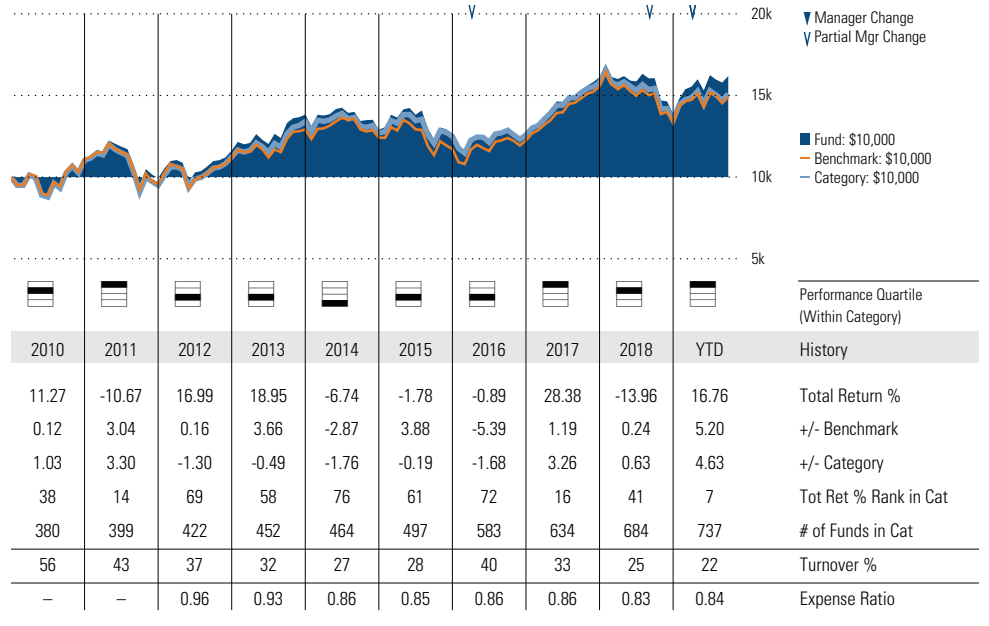 20k
15k
10k
5k
Manager Change
Partial Mgr Change
Fund: $10,000
Benchmark: $10,000
Category: $10,000
Performance Quartile
(Within Category)
2010 2011 2012 2013 2014 2015 2016 2017 2018 YTD History
11.27 -10.67 16.99 18.95 -6.74 -1.78 -0.89 28.38 -13.96 16.76 Total Return %
0.12 3.04 0.16 3.66 -2.87 3.88 -5.39 1.19 0.24 5.20 +/- Benchmark
1.03 3.30 -1.30 -0.49 -1.76 -0.19 -1.68 3.26 0.63 4.63 +/- Category
38 14 69 58 76 61 72 16 41 7 Tot Ret % Rank in Cat
380 399 422 452 464 497 583 634 684 737 # of Funds in Cat
56 43 37 32 27 28 40 33 25 22 Turnover %
– – 0.96 0.93 0.86 0.85 0.86 0.86 0.83 0.84 Expense Ratio